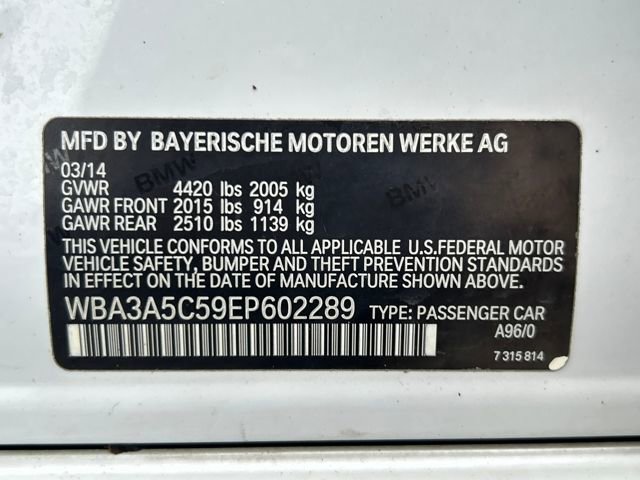 MFD BY BAYERISCHE MOTOREN WERKE AG
03/14
GVWR 4420 lbs 2005 kg
GAWR FRONT 2015 lbs 914 kg
GAWR REAR 2510 lbs 1139 kg
THIS VEHICLE CONFORMS TO ALL APPLICABLE U.S.FEDERAL MOTOR
VEHICLE SAFETY, BUMPER AND THEFT PREVENTION STANDARDS
IN EFFECT ON THE DATE OF MANUFACTURE SHOWN ABOVE.
WBA3A5C59EP602289 TYPE: PASSENGER CAR
A96/0
7 315 814
BMW
BMW